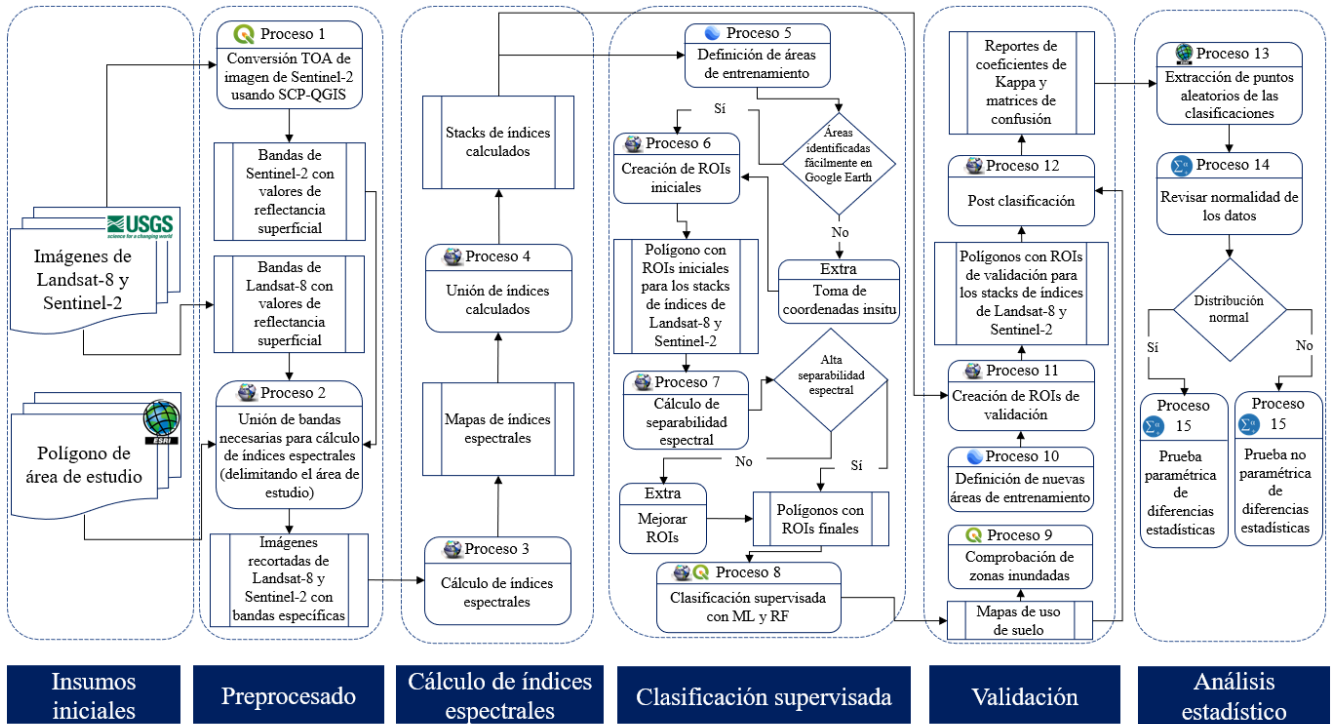 USGS
science for a changing world
Imágenes de
Landsat-8 y
Sentinel-2
ESRI
Polígono de
área de estudio
Insumos
iniciales
Proceso 1
Conversión TOA de
imagen de Sentinel-2
usando SCP-QGIS
Bandas de
Sentinel-2 con
valores de
reflectancia
superficial
Bandas de
Landsat-8 con
valores de
reflectancia
superficial
Proceso 2
Unión de bandas
necesarias para cálculo
de índices espectrales
(delimitando el área de
estudio)
Imágenes
recortadas de
Landsat-8 y
Sentinel-2 con
bandas específicas
Preprocesado
Stacks de índices
calculados
Proceso 4
Unión de índices
calculados
Mapas de índices
espectrales
Proceso 3
Cálculo de índices
espectrales
Cálculo de índices
espectrales
Proceso 5
Definición de áreas
de entrenamiento
Sí
Áreas
identificadas
fácilmente en
Google Earth
No
Proceso 6
Creación de ROIs
iniciales
Extra
Toma de
coordenadas insitu
Polígono con
ROIs iniciales
para los stacks
de índices de
Landsat-8 y
Sentinel-2
Proceso 7
Cálculo de
separabilidad
espectral
Alta
separabilidad
espectral
No
Sí
Extra
Mejorar
ROIs
Polígonos con
ROIs finales
Proceso 8
Clasificación supervisada
con ML y RF
Clasificación supervisada
Reportes de
coeficientes de
Kappa y
matrices de
confusión
Proceso 12
Post clasificación
Polígonos con ROIs
de validación para
los stacks de índices
de Landsat-8 y
Sentinel-2
Proceso 11
Creación de ROIs de
validación
Proceso 10
Definición de nuevas
áreas de entrenamiento
Proceso 9
Comprobación de
zonas inundadas
Mapas de uso
de suelo
Validación
ESRI
Proceso 13
Extracción de puntos
aleatorios de las
clasificaciones
Proceso 14
Revisar normalidad de
los datos
Distribución
normal
Sí
No
Proceso
15
Prueba
paramétrica
de
diferencias
estadísticas
Proceso
15
Prueba no
paramétrica
de
diferencias
estadísticas
Análisis
estadístico